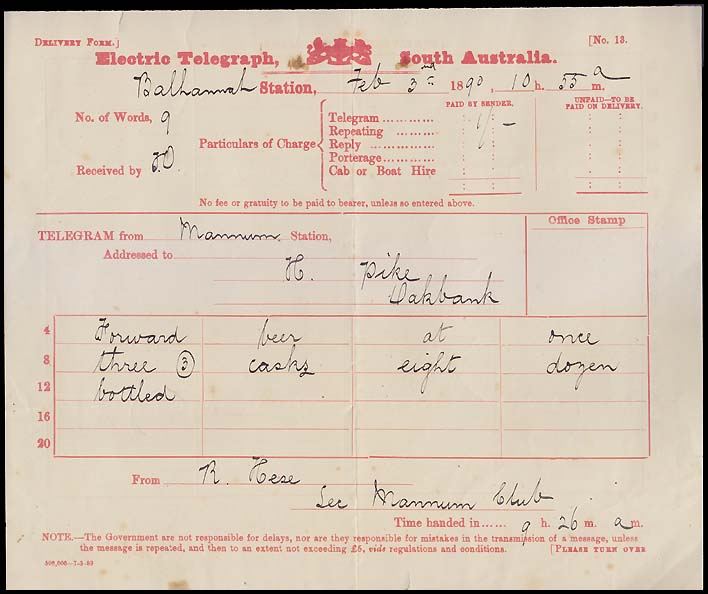 DELIVERY FORM.] [No. 13.
Electric Telegraph, South Australia.
Balhannah Station, Feb 3rd 1890, 10 h. 55 a m.
No. of Words, 9
Received by
Particulars of Charge
Telegram ............
Repeating ..........
Reply ...............
Porterage............
Cab or Boat Hire
PAID BY SENDER.
1/-
UNPAID—TO BE
PAID ON DELIVERY.
No fee or gratuity to be paid to bearer, unless so entered above.
TELEGRAM from Mannum Station,
Office Stamp
Addressed to
H. Pike
Oakbank
4 Forward beer at once
8 three (3) casks eight dozen
12 bottled
16
20
From R. Hese
Sec Mannum Club
Time handed in...... 9 h. 26 m. a m.
NOTE.—The Government are not responsible for delays, nor are they responsible for mistakes in the transmission of a message, unless
the message is repeated, and then to an extent not exceeding £5, vide regulations and conditions. [PLEASE TURN OVER